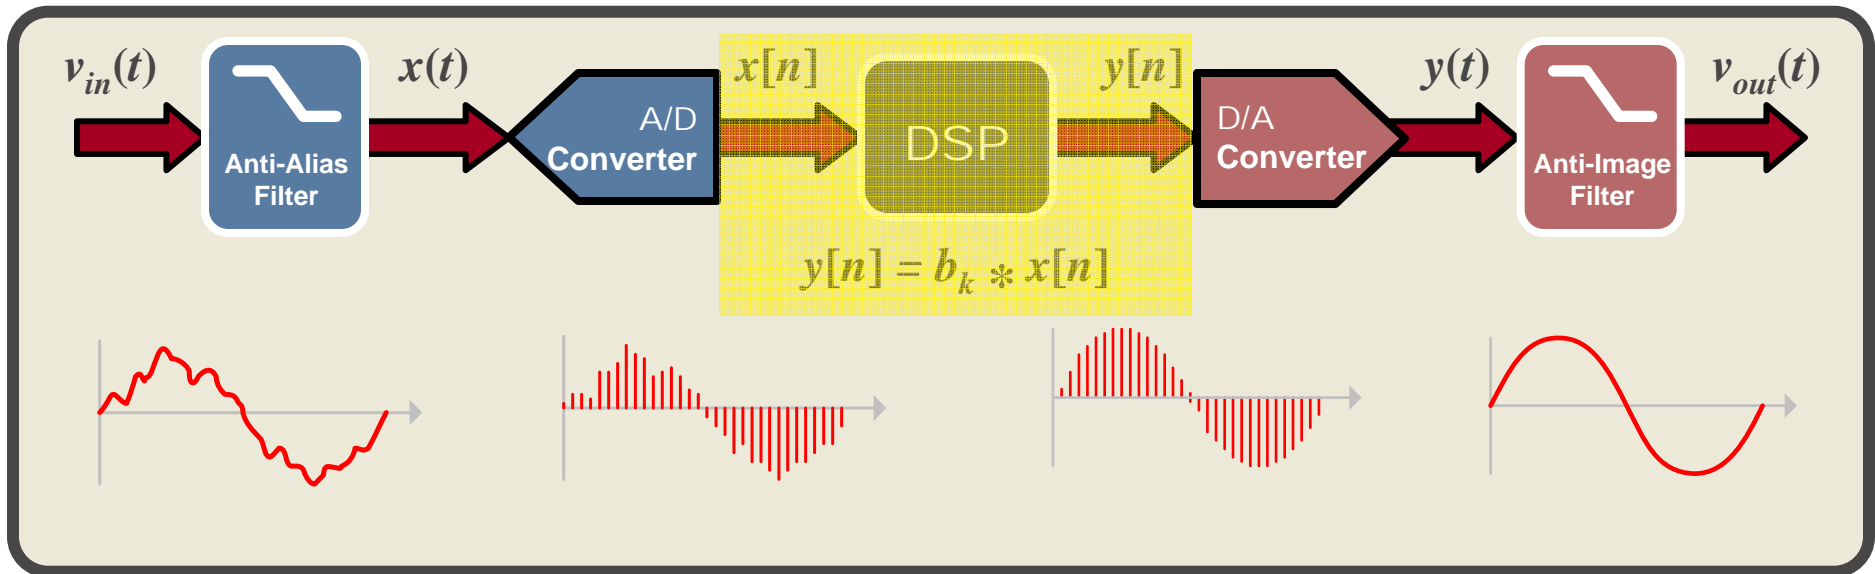 v_in(t)
Anti-Alias
Filter
x(t)
A/D
Converter
x[n]
DSP
y[n]
D/A
Converter
y(t)
Anti-Image
Filter
v_out(t)
y[n] = b_k * x[n]